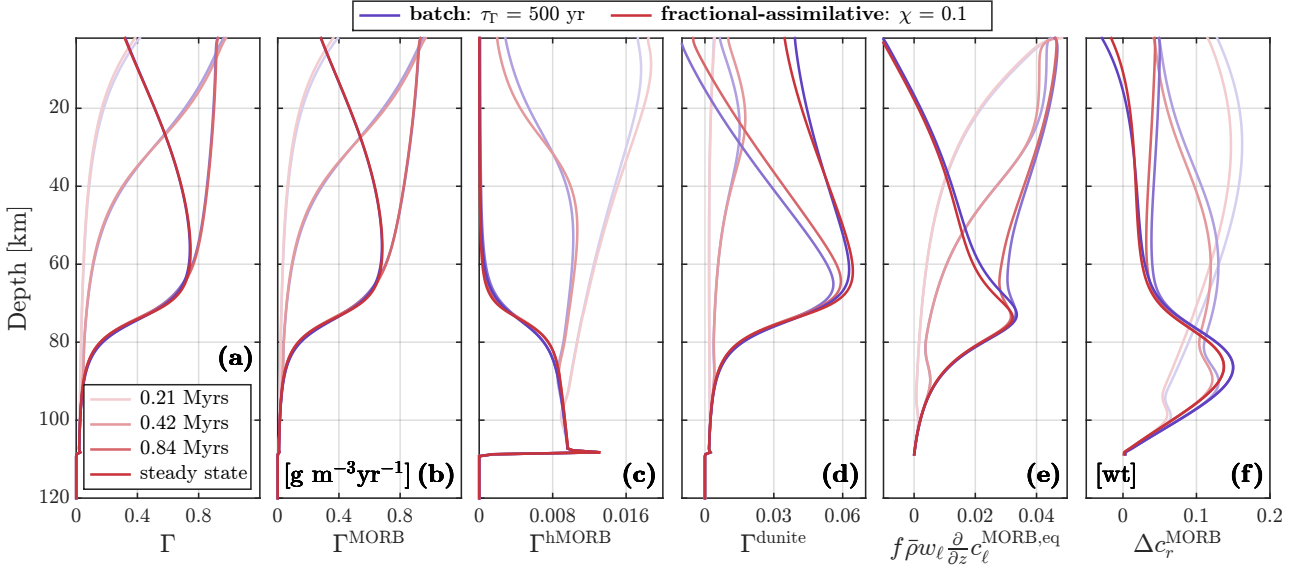 batch: τ_Γ = 500 yr fractional-assimilative: χ = 0.1
Depth [km]
20
40
60
80
100
120
(a)
0.21 Myrs
0.42 Myrs
0.84 Myrs
steady state
[g m⁻³yr⁻¹] (b)
(c)
(d)
(e)
[wt] (f)
0 0.4 0.8
0 0.4 0.8
0 0.008 0.016
0 0.03 0.06
0 0.02 0.04
0 0.1 0.2
Γ
Γ^MORB
Γ^hMORB
Γ^dunite
f ρ̄ w_ℓ ∂/∂z c_ℓ^MORB,eq
Δc_r^MORB